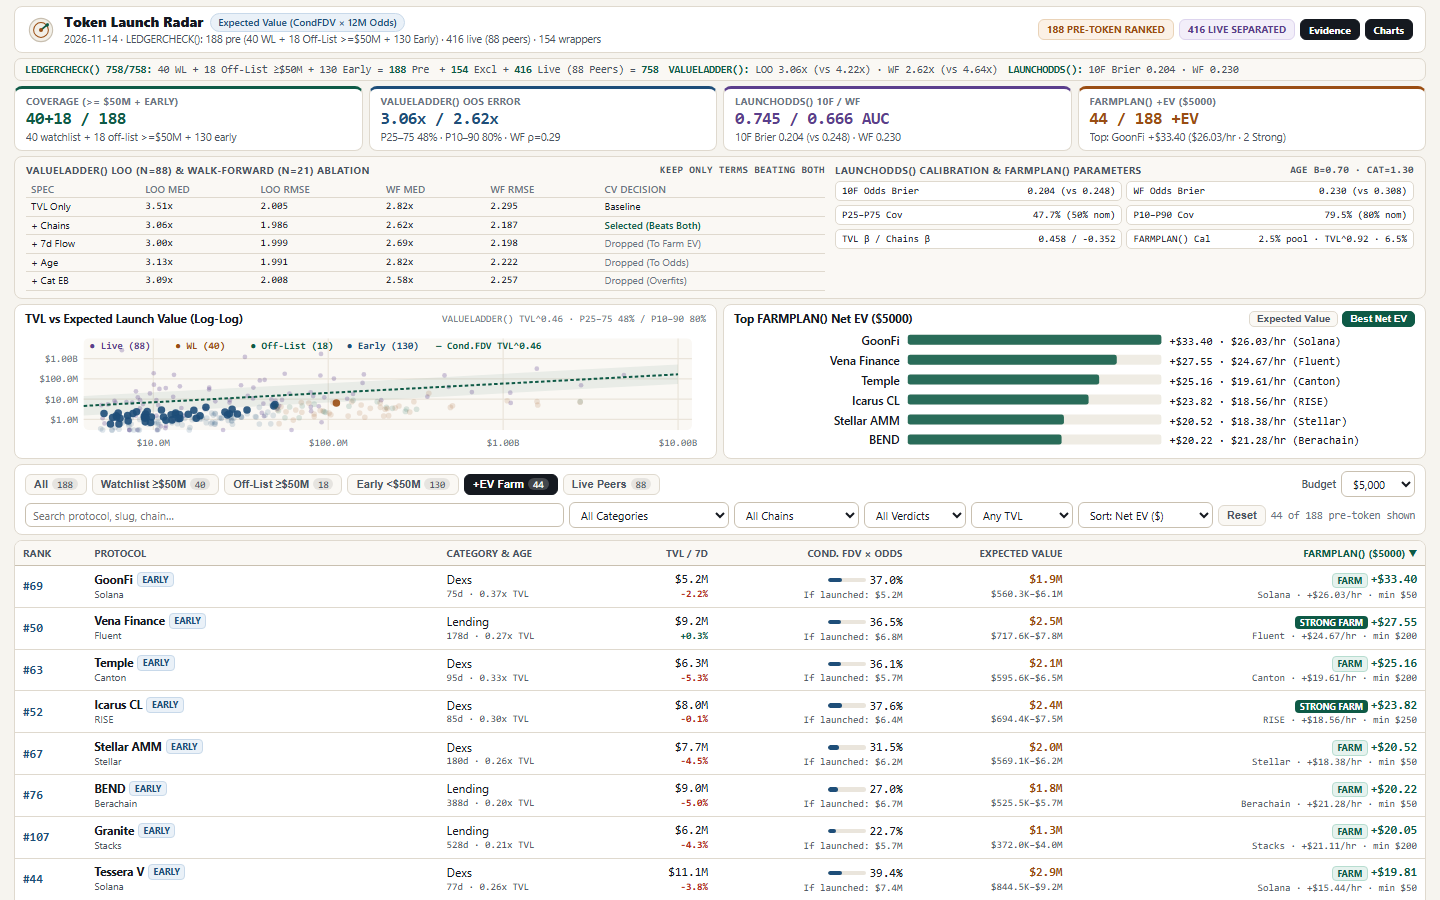 Token Launch Radar Expected Value (CondFDV × 12M Odds)
2026-11-14 · LEDGERCHECK(): 188 pre (40 WL + 18 Off-List >=$50M + 130 Early) · 416 live (88 peers) · 154 wrappers
188 PRE-TOKEN RANKED 416 LIVE SEPARATED Evidence Charts
LEDGERCHECK() 758/758: 40 WL + 18 Off-List ≥$50M + 130 Early = 188 Pre + 154 Excl + 416 Live (88 Peers) = 758 VALUELADDER(): LOO 3.06x (vs 4.22x) · WF 2.62x (vs 4.64x) LAUNCHODDS(): 10F Brier 0.204 · WF 0.230
COVERAGE (>= $50M + EARLY)
40+18 / 188
40 watchlist + 18 off-list >=$50M + 130 early
VALUELADDER() OOS ERROR
3.06x / 2.62x
P25–75 48% · P10–90 80% · WF ρ=0.29
LAUNCHODDS() 10F / WF
0.745 / 0.666 AUC
10F Brier 0.204 (vs 0.248) · WF 0.230
FARMPLAN() +EV ($5000)
44 / 188 +EV
Top: GoonFi +$33.40 ($26.03/hr · 2 Strong)
VALUELADDER() LOO (N=88) & WALK-FORWARD (N=21) ABLATION KEEP ONLY TERMS BEATING BOTH
SPEC LOO MED LOO RMSE WF MED WF RMSE CV DECISION
TVL Only 3.51x 2.005 2.82x 2.295 Baseline
+ Chains 3.06x 1.986 2.62x 2.187 Selected (Beats Both)
+ 7d Flow 3.00x 1.999 2.69x 2.198 Dropped (To Farm EV)
+ Age 3.13x 1.991 2.82x 2.222 Dropped (To Odds)
+ Cat EB 3.09x 2.008 2.58x 2.257 Dropped (Overfits)
LAUNCHODDS() CALIBRATION & FARMPLAN() PARAMETERS AGE B=0.70 · CAT=1.30
10F Odds Brier 0.204 (vs 0.248) WF Odds Brier 0.230 (vs 0.308)
P25–P75 Cov 47.7% (50% nom) P10–P90 Cov 79.5% (80% nom)
TVL β / Chains β 0.458 / -0.352 FARMPLAN() Cal 2.5% pool · TVL^0.92 · 6.5%
TVL vs Expected Launch Value (Log-Log) VALUELADDER() TVL^0.46 · P25–75 48% / P10–90 80%
Live (88) WL (40) Off-List (18) Early (130) Cond.FDV TVL^0.46
$1.00B
$100.0M
$10.0M
$1.0M
$10.0M $100.0M $1.00B $10.00B
Top FARMPLAN() Net EV ($5000) Expected Value Best Net EV
GoonFi +$33.40 · $26.03/hr (Solana)
Vena Finance +$27.55 · $24.67/hr (Fluent)
Temple +$25.16 · $19.61/hr (Canton)
Icarus CL +$23.82 · $18.56/hr (RISE)
Stellar AMM +$20.52 · $18.38/hr (Stellar)
BEND +$20.22 · $21.28/hr (Berachain)
All 188 Watchlist ≥$50M 40 Off-List ≥$50M 18 Early <$50M 130 +EV Farm 44 Live Peers 88 Budget $5,000
Search protocol, slug, chain... All Categories All Chains All Verdicts Any TVL Sort: Net EV ($) Reset 44 of 188 pre-token shown
RANK PROTOCOL CATEGORY & AGE TVL / 7D COND. FDV × ODDS EXPECTED VALUE FARMPLAN() ($5000) ▼
#69 GoonFi EARLY Dexs $5.2M 37.0% $1.9M FARM +$33.40
Solana 75d · 0.37x TVL -2.2% If launched: $5.2M $560.3K–$6.1M Solana · +$26.03/hr · min $50
#50 Vena Finance EARLY Lending $9.2M 36.5% $2.5M STRONG FARM +$27.55
Fluent 178d · 0.27x TVL +0.3% If launched: $6.8M $717.6K–$7.8M Fluent · +$24.67/hr · min $200
#63 Temple EARLY Dexs $6.3M 36.1% $2.1M FARM +$25.16
Canton 95d · 0.33x TVL -5.3% If launched: $5.7M $595.6K–$6.5M Canton · +$19.61/hr · min $200
#52 Icarus CL EARLY Dexs $8.0M 37.6% $2.4M STRONG FARM +$23.82
RISE 85d · 0.30x TVL -0.1% If launched: $6.4M $694.4K–$7.5M RISE · +$18.56/hr · min $250
#67 Stellar AMM EARLY Dexs $7.7M 31.5% $2.0M FARM +$20.52
Stellar 180d · 0.26x TVL -4.5% If launched: $6.2M $569.1K–$6.2M Stellar · +$18.38/hr · min $50
#76 BEND EARLY Lending $9.0M 27.0% $1.8M FARM +$20.22
Berachain 388d · 0.20x TVL -5.0% If launched: $6.7M $525.5K–$5.7M Berachain · +$21.28/hr · min $50
#107 Granite EARLY Lending $6.2M 22.7% $1.3M FARM +$20.05
Stacks 528d · 0.21x TVL -4.3% If launched: $5.7M $372.0K–$4.0M Stacks · +$21.11/hr · min $200
#44 Tessera V EARLY Dexs $11.1M 39.4% $2.9M FARM +$19.81
Solana 77d · 0.26x TVL -3.8% If launched: $7.4M $844.5K–$9.2M Solana · +$15.44/hr · min $50